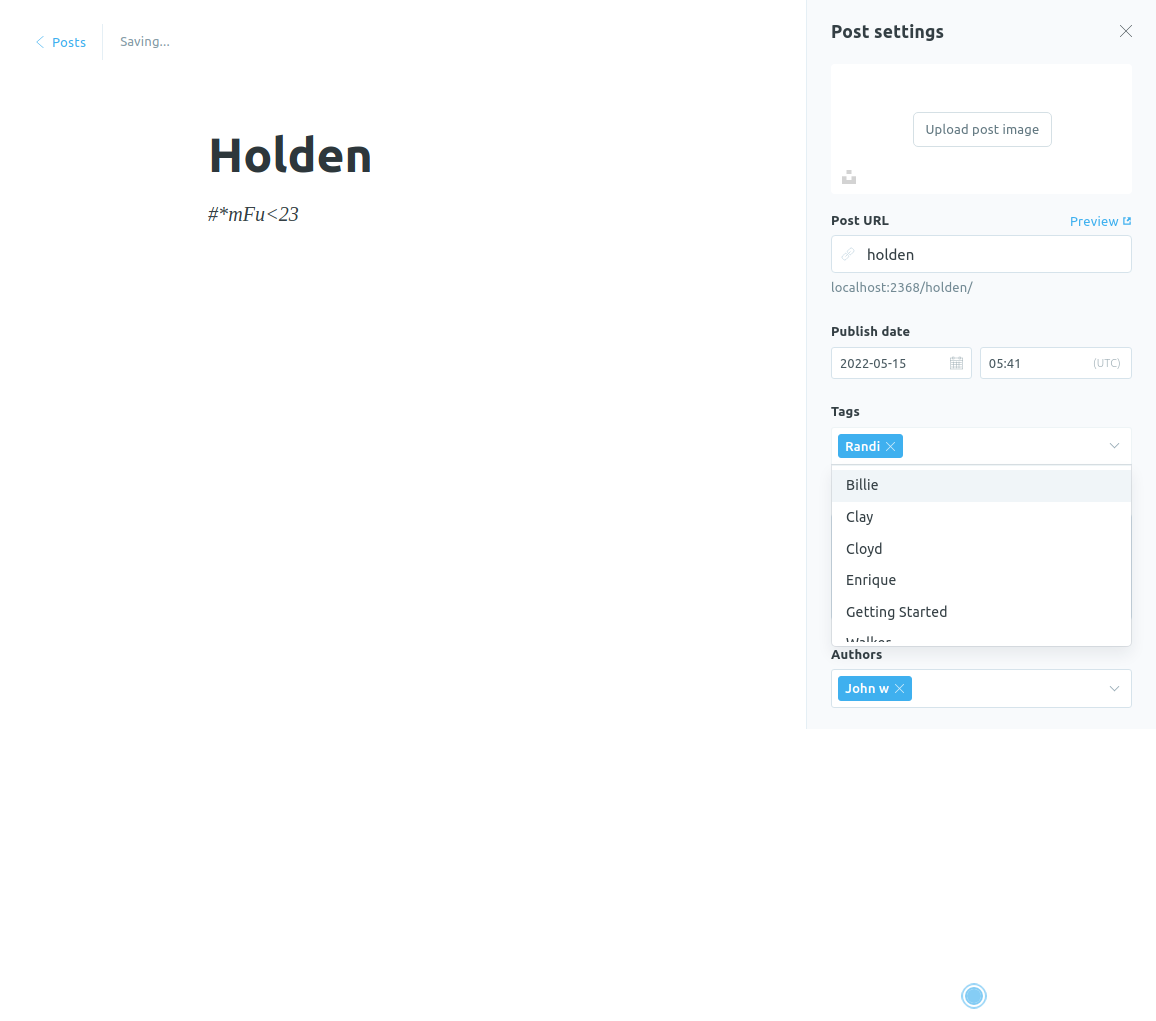 Posts
Saving...
Post settings
Upload post image
Holden
#*mFu<23
Post URL
Preview
holden
localhost:2368/holden/
Publish date
2022-05-15
05:41
(UTC)
Tags
Randi
Billie
Clay
Cloyd
Enrique
Getting Started
Walker
Authors
John w